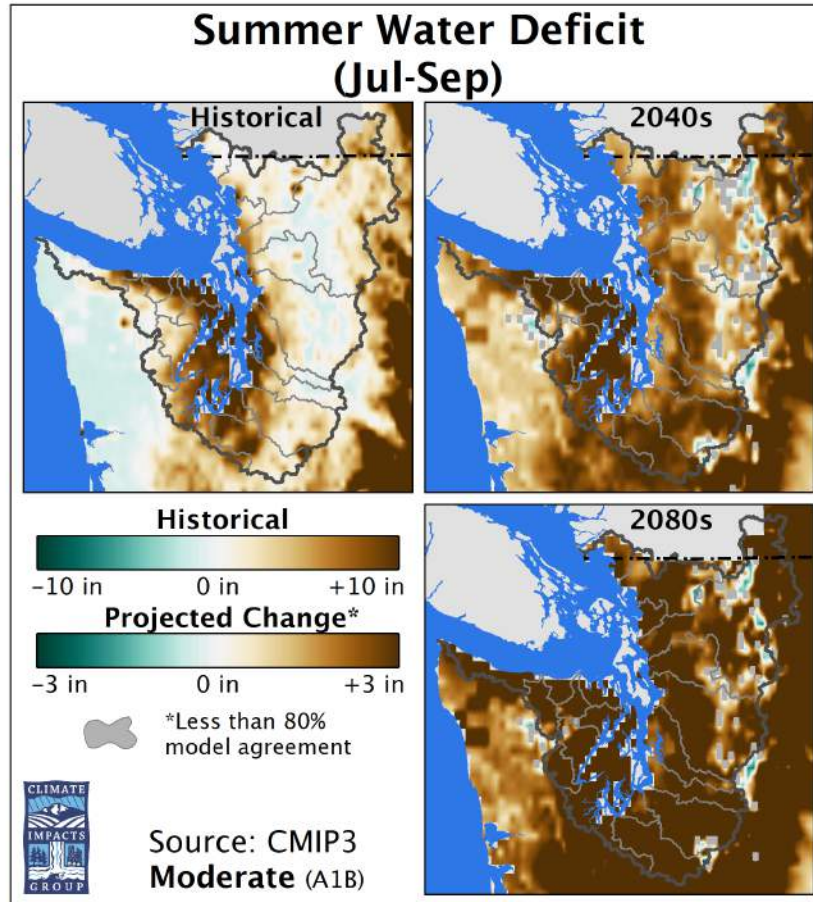 Summer Water Deficit
(Jul-Sep)
Historical
2040s
Historical
-10 in 0 in +10 in
Projected Change*
-3 in 0 in +3 in
*Less than 80%
model agreement
2080s
CLIMATE
IMPACTS
GROUP
Source: CMIP3
Moderate (A1B)